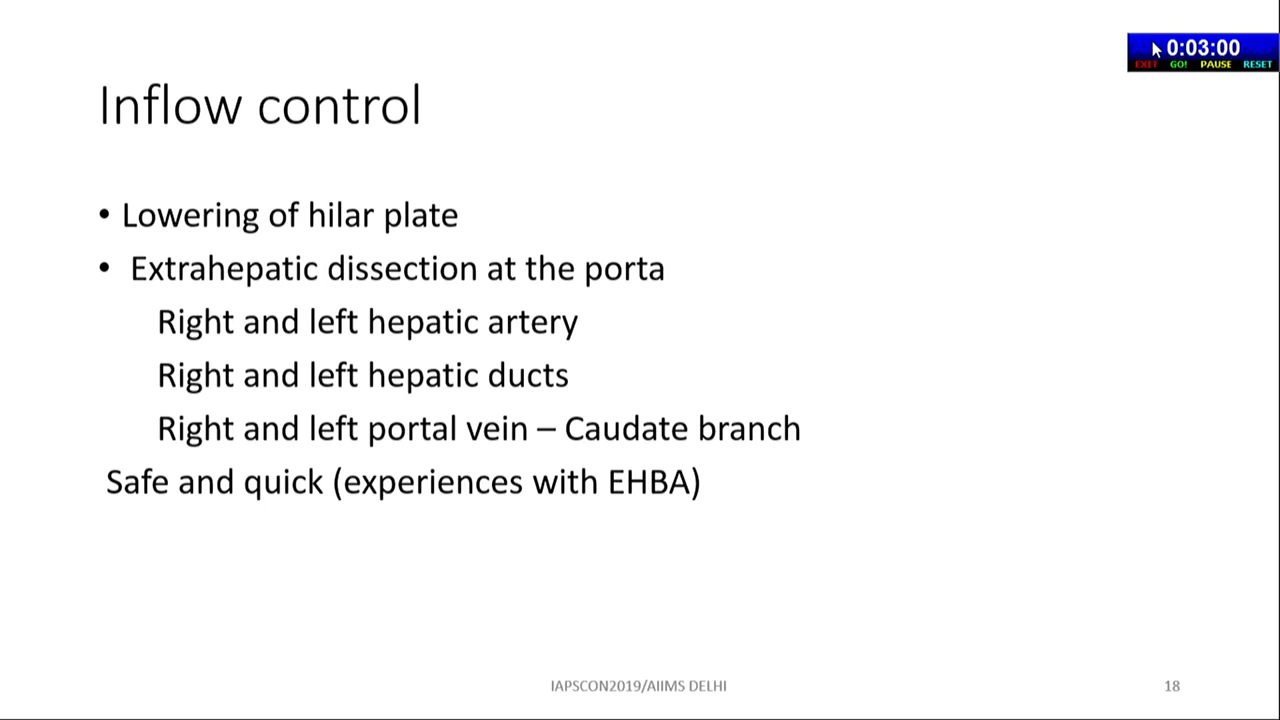 0:03:00
EXIT GO! PAUSE RESET
Inflow control
• Lowering of hilar plate
• Extrahepatic dissection at the porta
Right and left hepatic artery
Right and left hepatic ducts
Right and left portal vein – Caudate branch
Safe and quick (experiences with EHBA)
IAPSCON2019/AIIMS DELHI
18